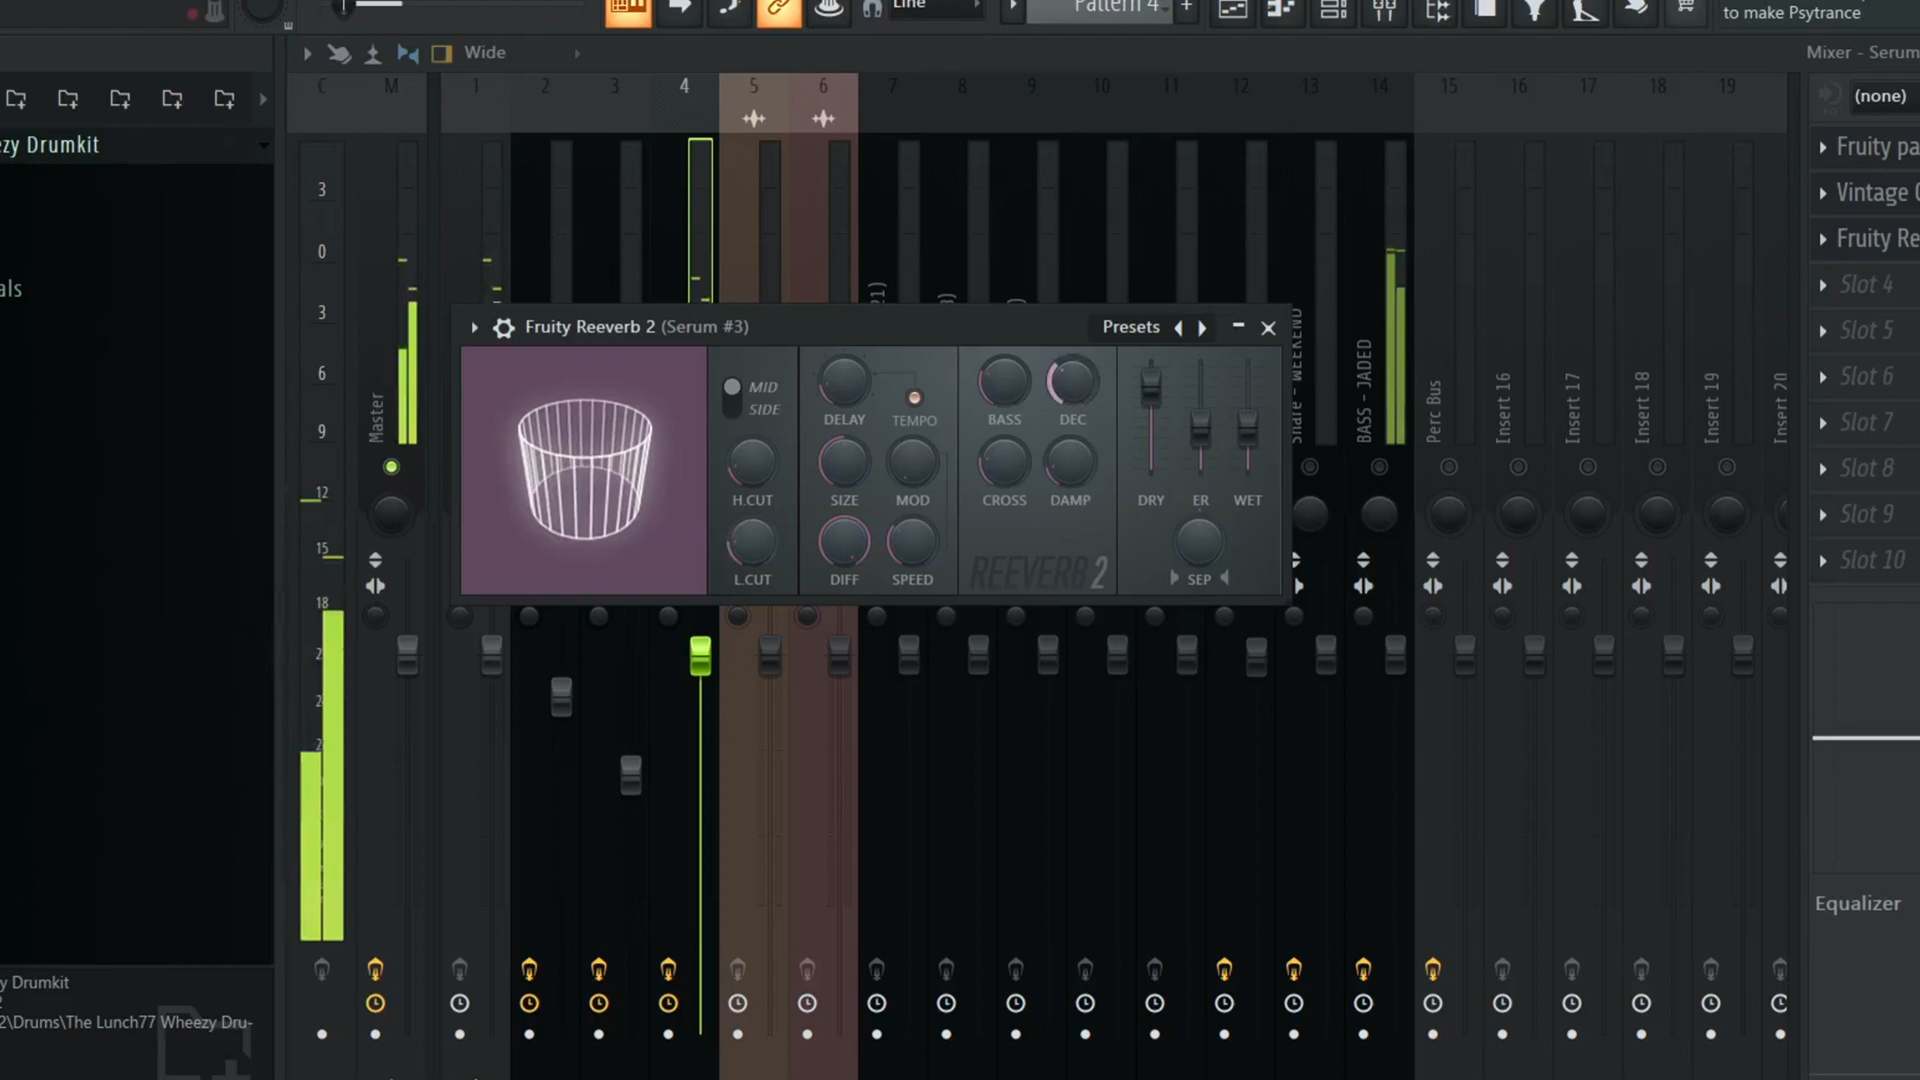 Line
Pattern 4
to make Psytrance
Wide
Mixer - Serum
C M 1 2 3 4 5 6 7 8 9 10 11 12 13 14 15 16 17 18 19
(none)
zy Drumkit
Fruity pa
Vintage
Fruity Re
Slot 4
Slot 5
Slot 6
Slot 7
Slot 8
Slot 9
Slot 10
als
3
0
3
6
9
12
15
18
Master
Fruity Reeverb 2 (Serum #3)
Presets
MID
SIDE
H.CUT
L.CUT
DELAY
TEMPO
SIZE
MOD
DIFF
SPEED
BASS
DEC
CROSS
DAMP
REEVERB 2
DRY
ER
WET
SEP
BASS - JADED
Perc Bus
Insert 16
Insert 17
Insert 18
Insert 19
Insert 20
Equalizer
y Drumkit
2
2\Drums\The Lunch77 Wheezy Dru-